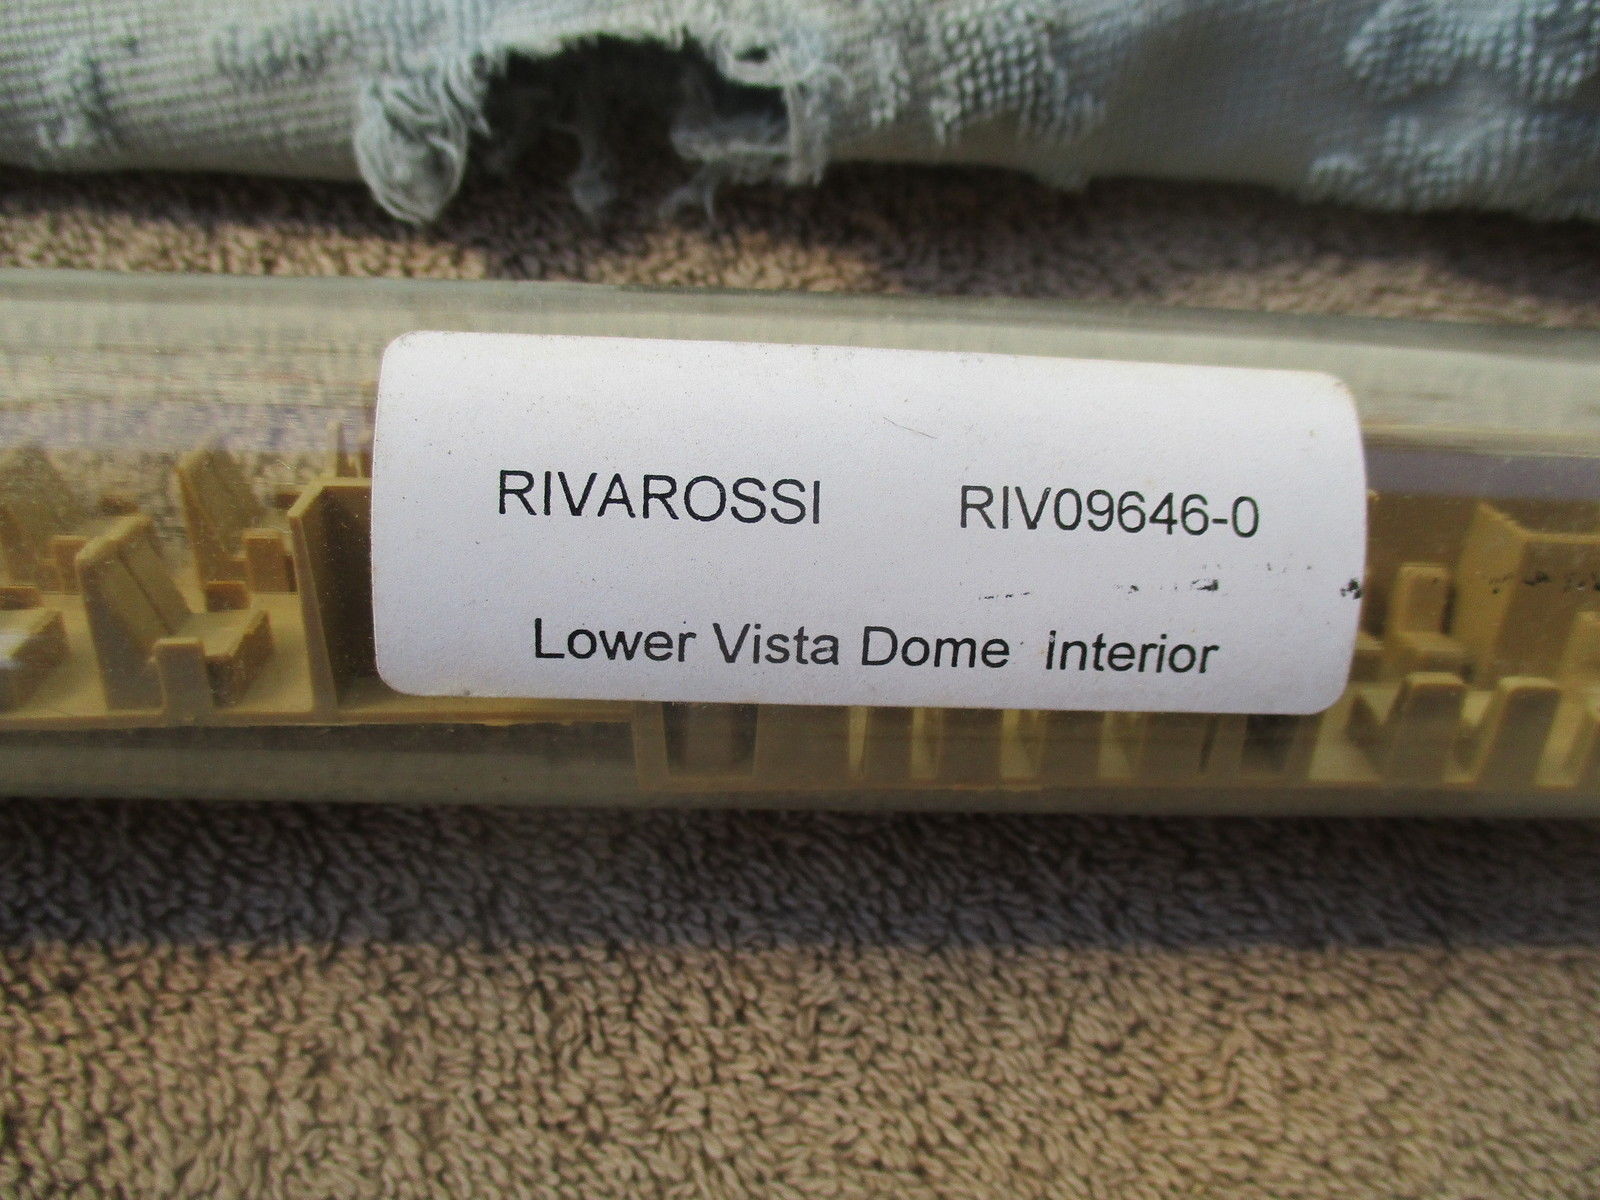 RIVAROSSI RIV09646-0
Lower Vista Dome interior